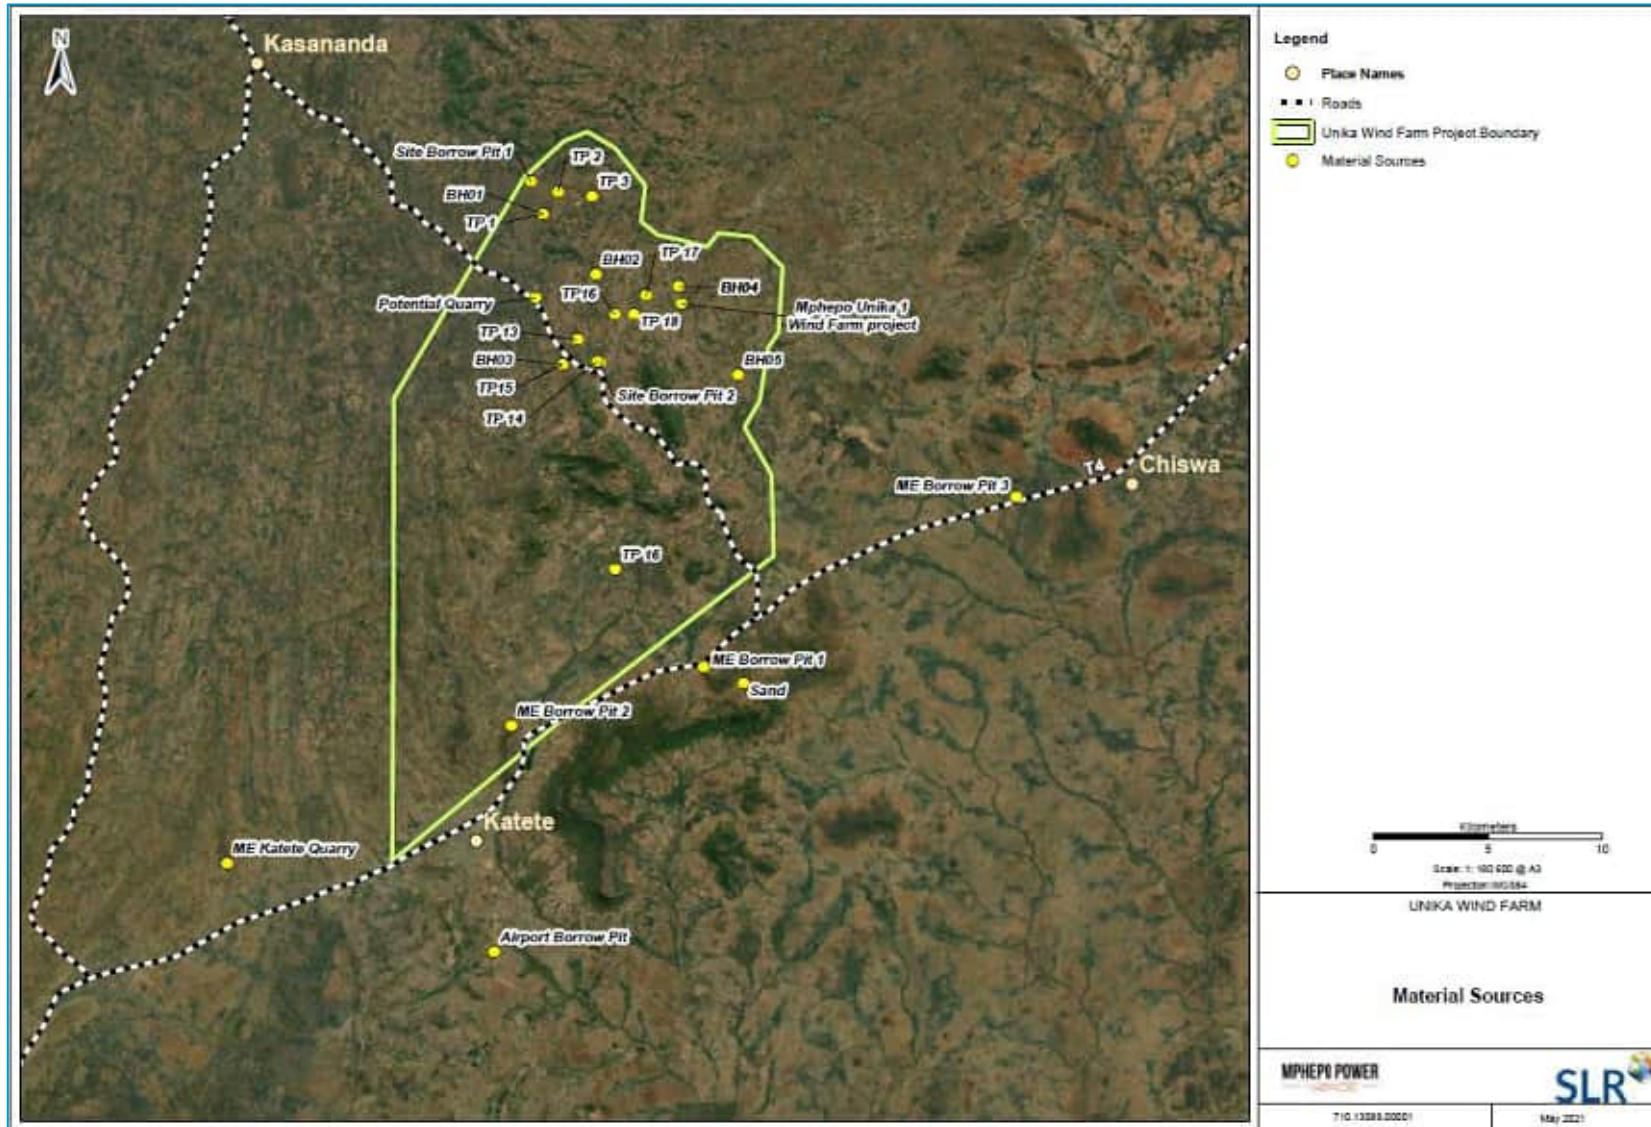 N
Kasananda
Site Borrow Pit 1
TP 2
TP 3
BH01
TP 1
BH02
TP 17
Potential Quarry
TP16
BH04
Mphepo Unika 1
Wind Farm project
TP 18
TP 13
BH03
BH05
TP15
Site Borrow Pit 2
TP 14
T4
Chiswa
ME Borrow Pit 3
TP 16
ME Borrow Pit 1
Sand
ME Borrow Pit 2
Katete
ME Katete Quarry
Airport Borrow Pit
Legend
Place Names
Roads
Unika Wind Farm Project Boundary
Material Sources
Kilometers
0 5 10
UNIKA WIND FARM
Material Sources
MPHEPO POWER
SLR
May 2021